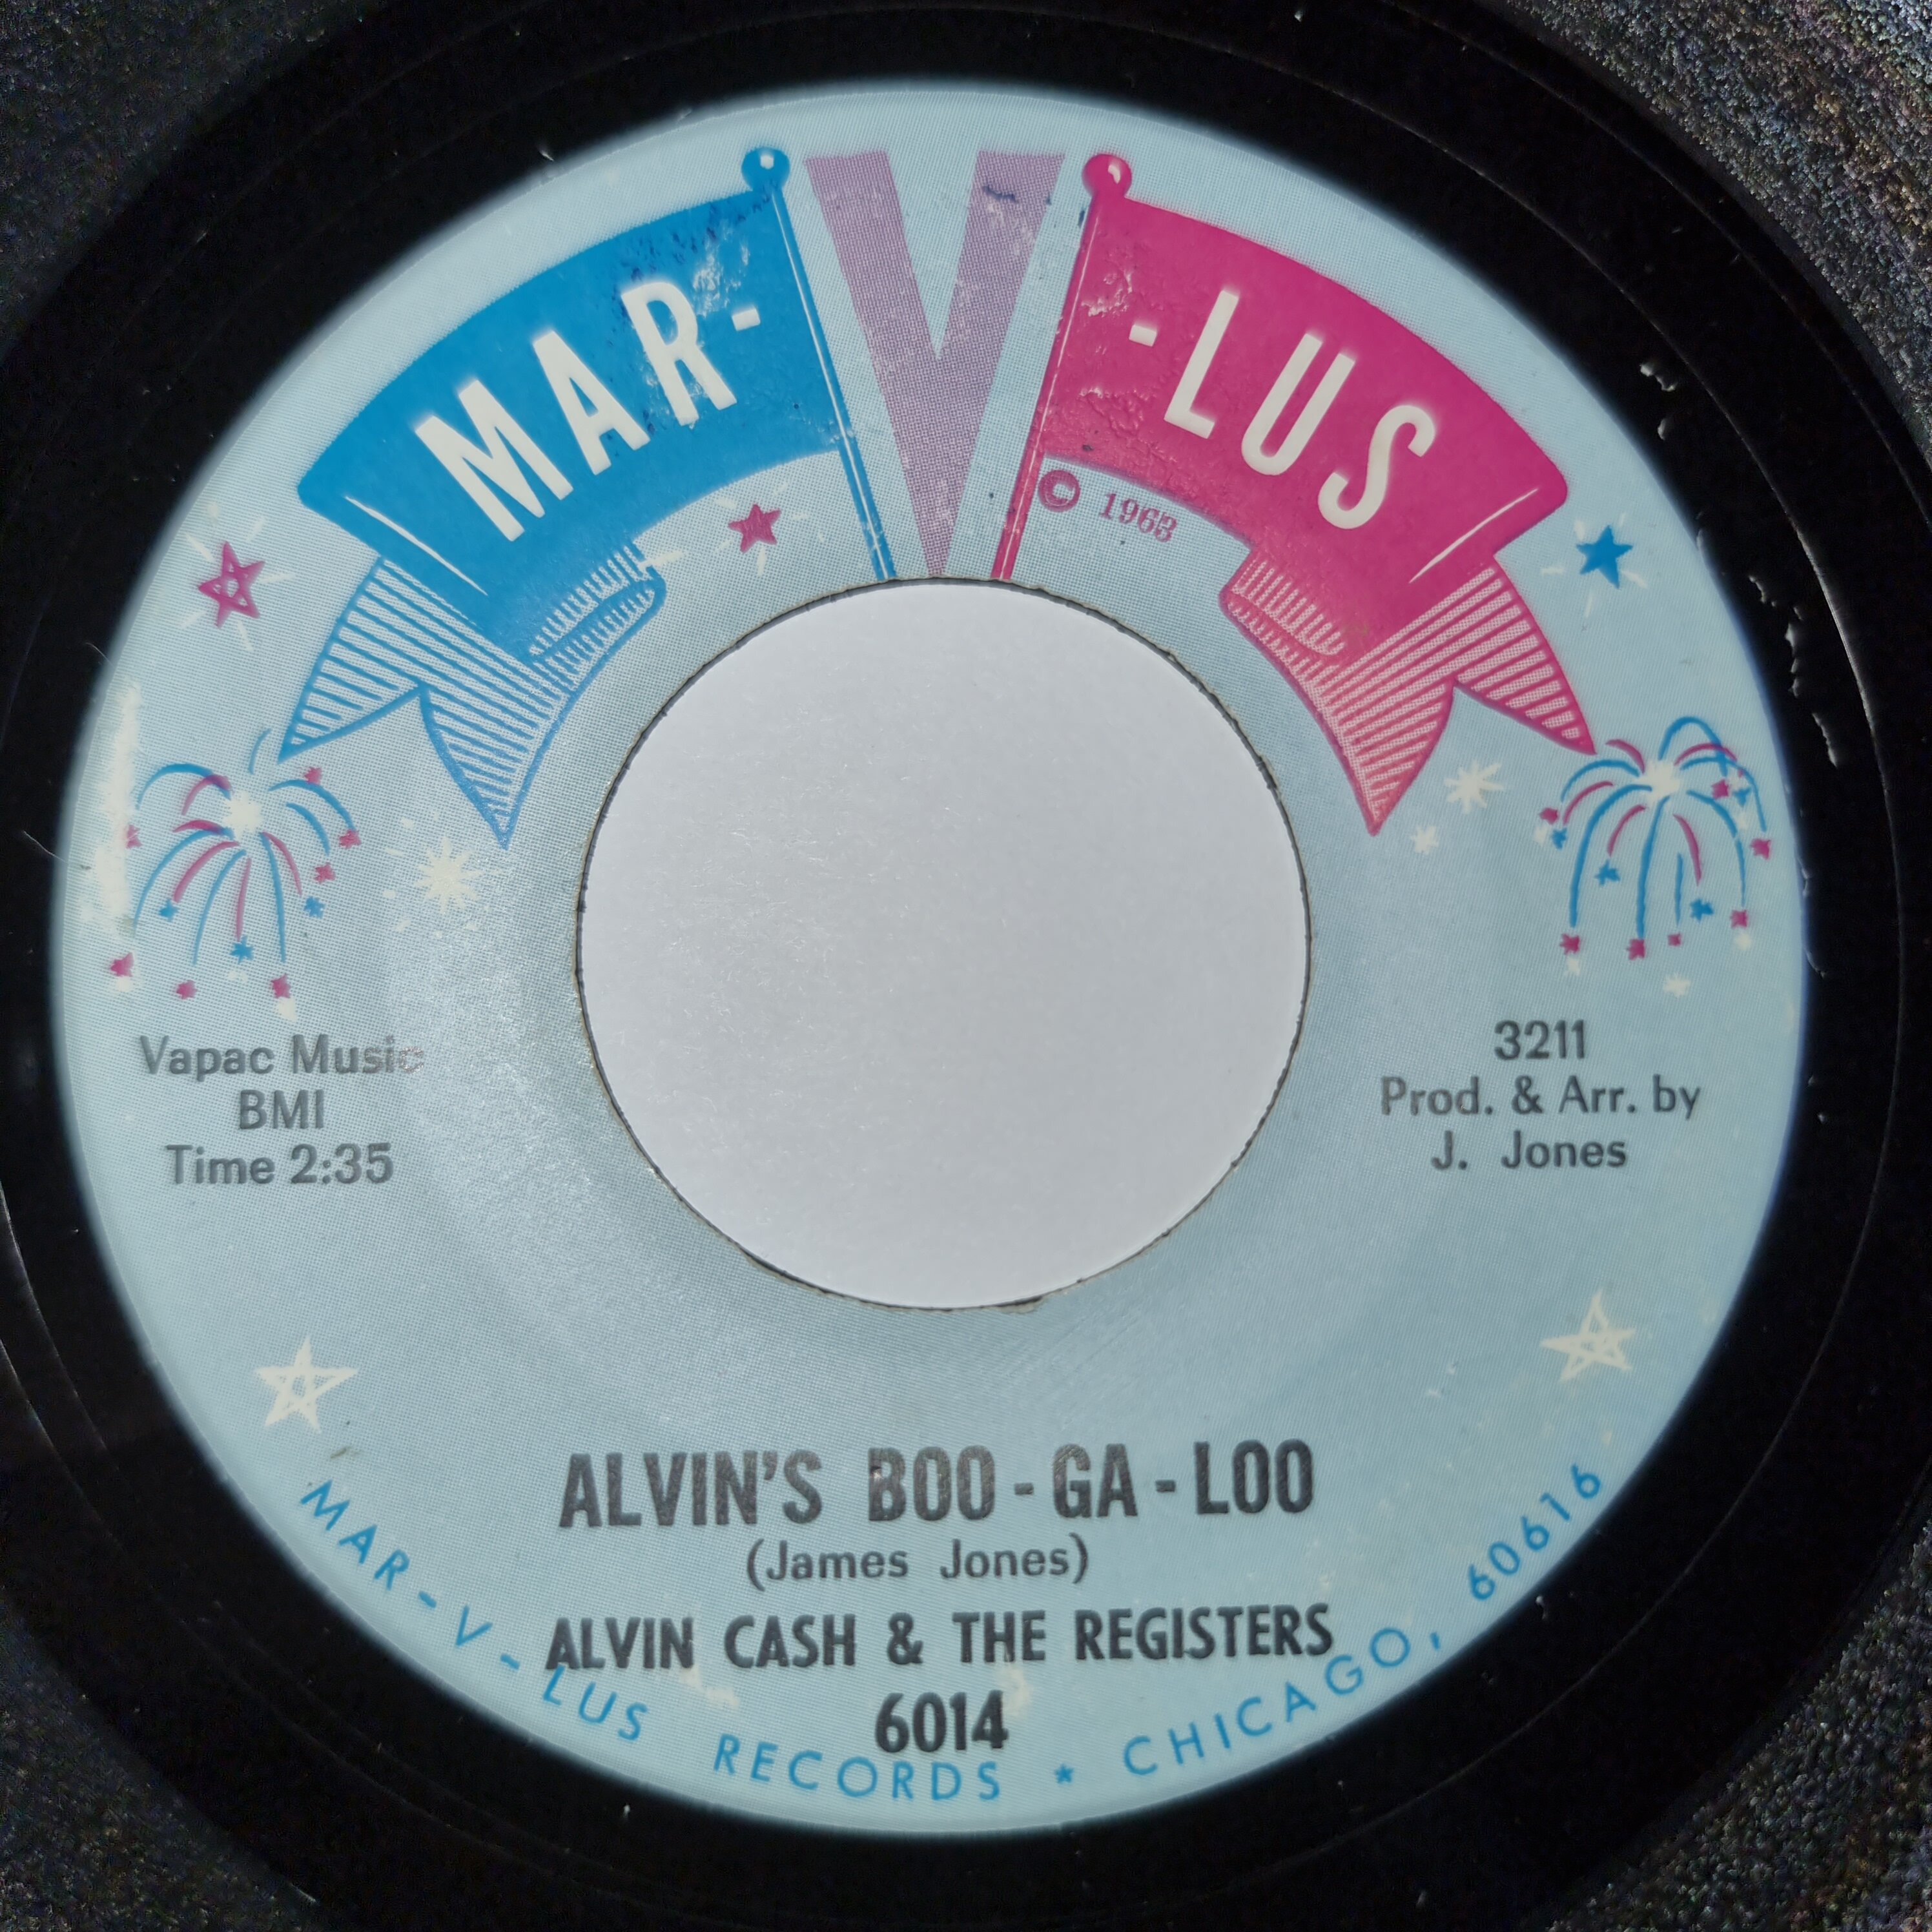 MAR-V-LUS
© 1963
Vapac Music
BMI
Time 2:35
3211
Prod. & Arr. by
J. Jones
ALVIN'S BOO-GA-LOO
(James Jones)
ALVIN CASH & THE REGISTERS
6014
MAR-V-LUS RECORDS * CHICAGO, 60616